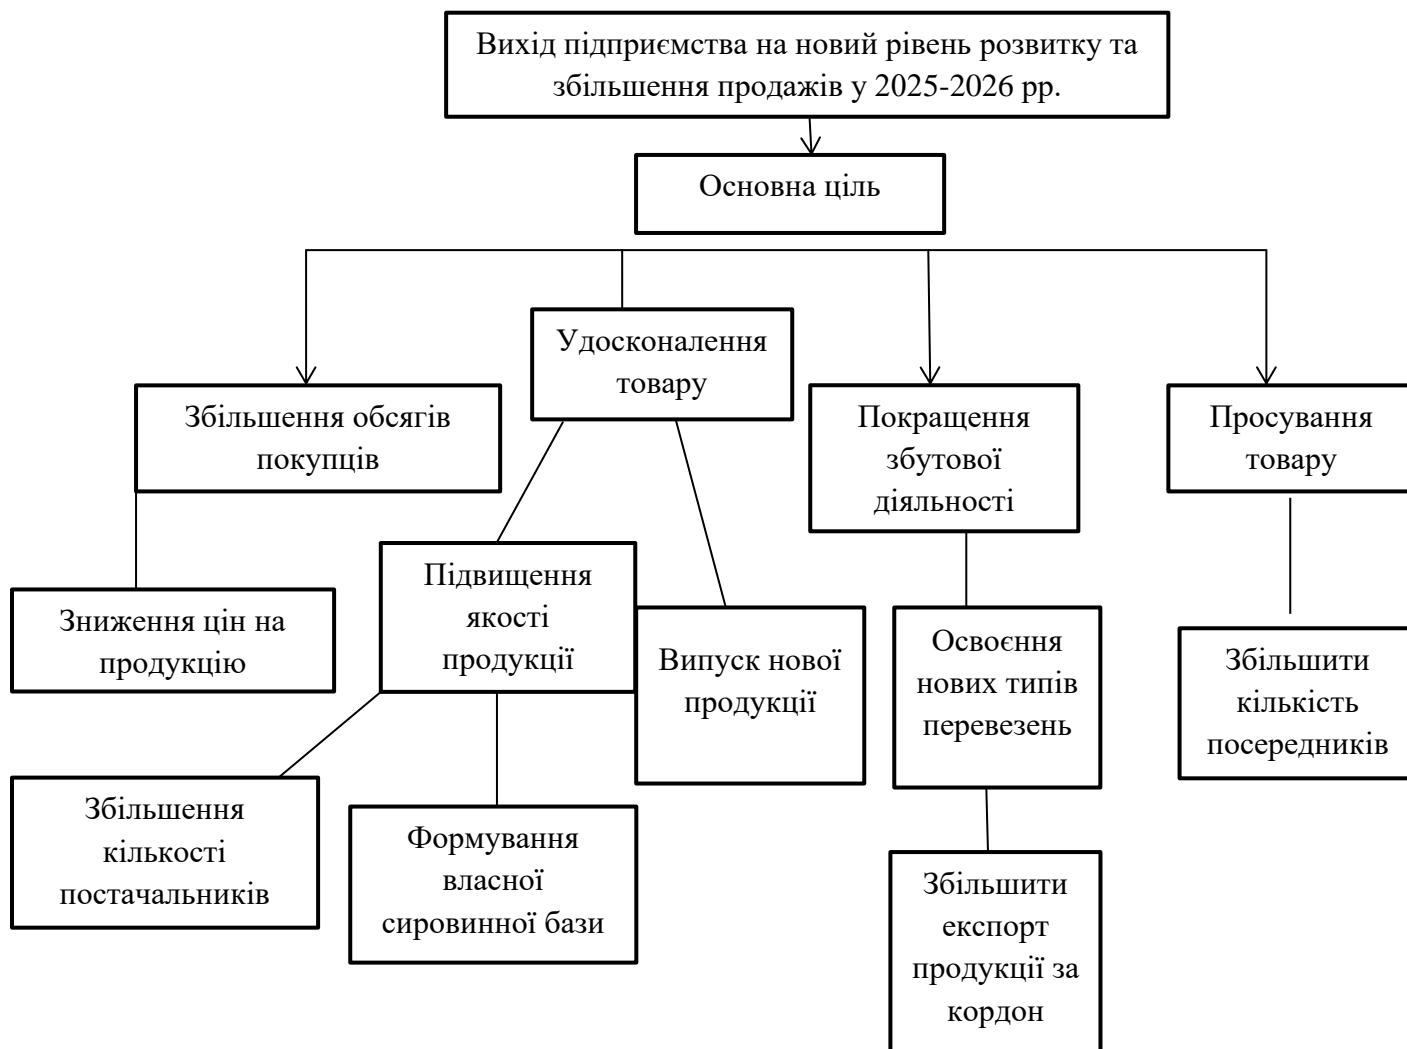 Вихід підприємства на новий рівень розвитку та
збільшення продажів у 2025-2026 рр.
Основна ціль
Удосконалення
товару
Збільшення обсягів
покупців
Покращення
збутової
діяльності
Просування
товару
Зниження цін на
продукцію
Підвищення
якості
продукції
Випуск нової
продукції
Освоєння
нових типів
перевезень
Збільшити
кількість
посередників
Збільшення
кількості
постачальників
Формування
власної
сировинної бази
Збільшити
експорт
продукції за
кордон